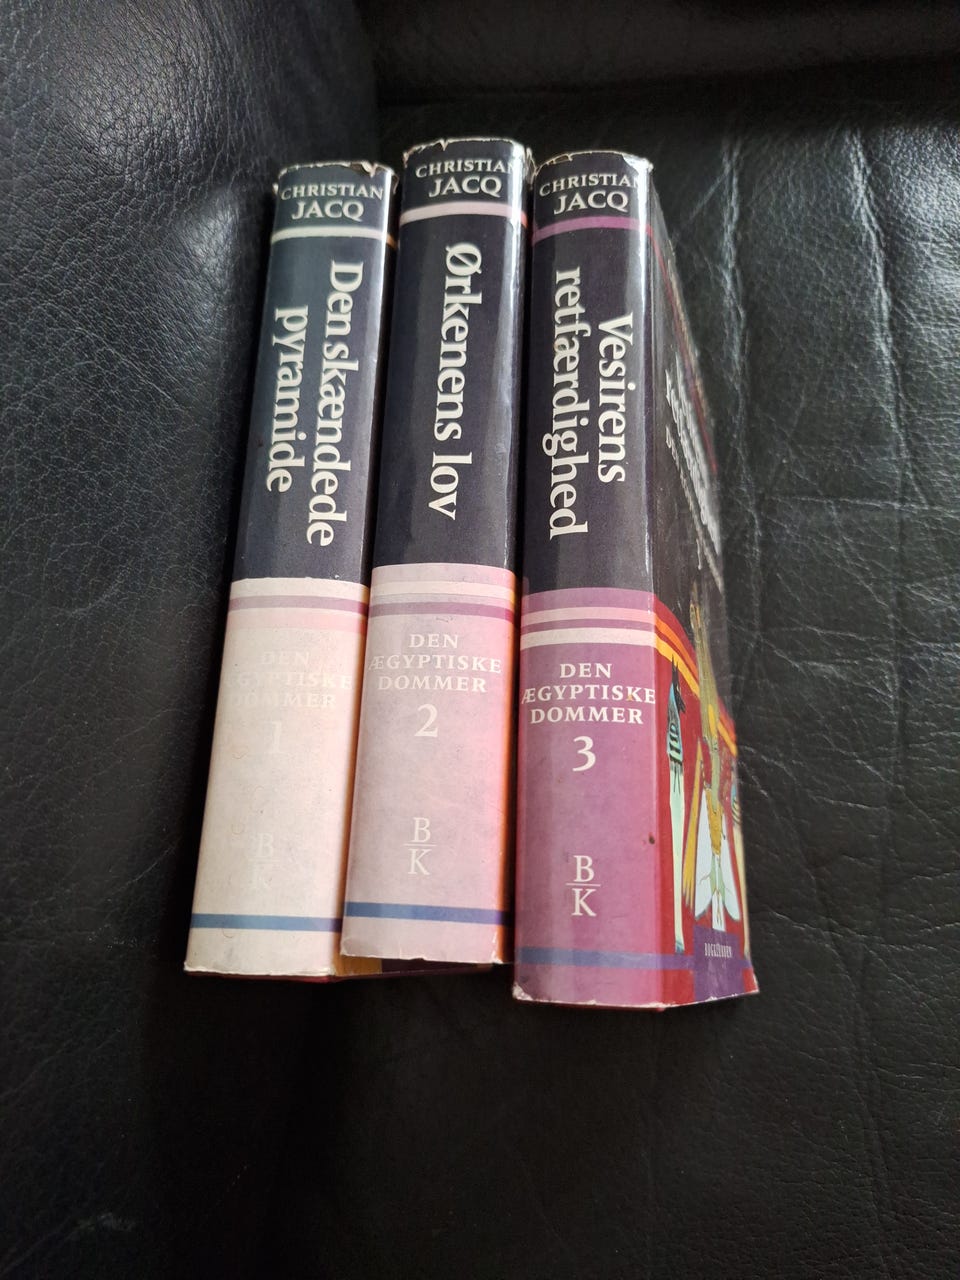 CHRISTIAN
JACQ
Den skændede
pyramide
DEN
ÆGYPTISKE
DOMMER
1
B
K
CHRISTIAN
JACQ
Ørkenens lov
DEN
ÆGYPTISKE
DOMMER
2
B
K
CHRISTIAN
JACQ
Vesirens
retfærdighed
DEN
ÆGYPTISKE
DOMMER
3
B
K
BOGKLUBBEN